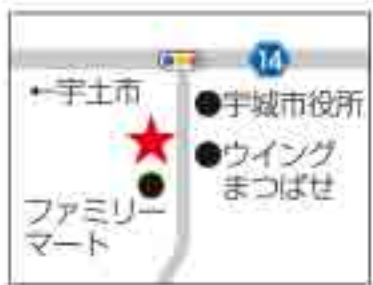 14
←宇土市
宇城市役所
ウイング
まつばせ
ファミリー
マート